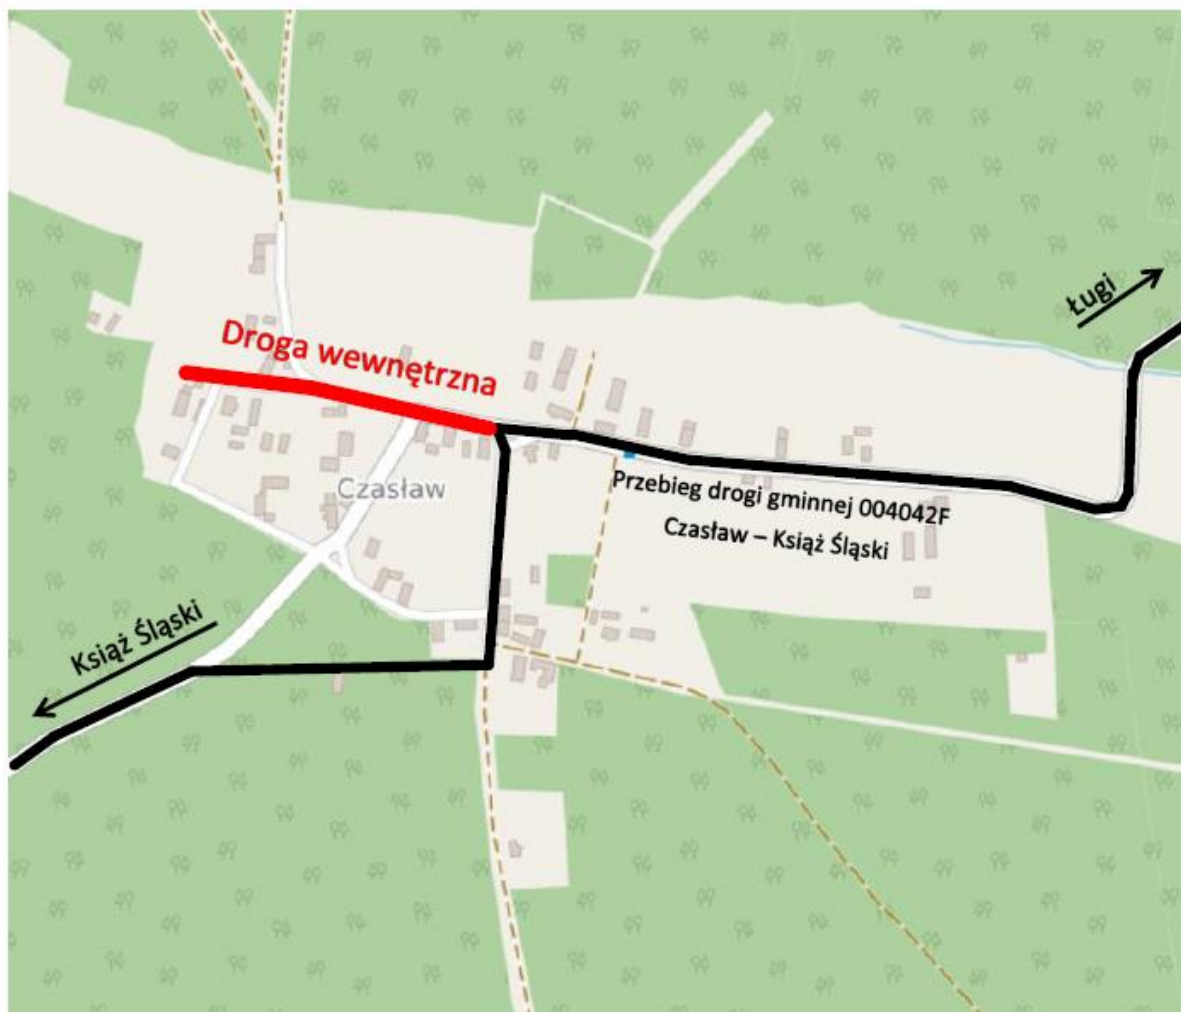 Ługi
Droga wewnętrzna
Czasław
Przebieg drogi gminnej 004042F
Czasław – Książ Śląski
Książ Śląski